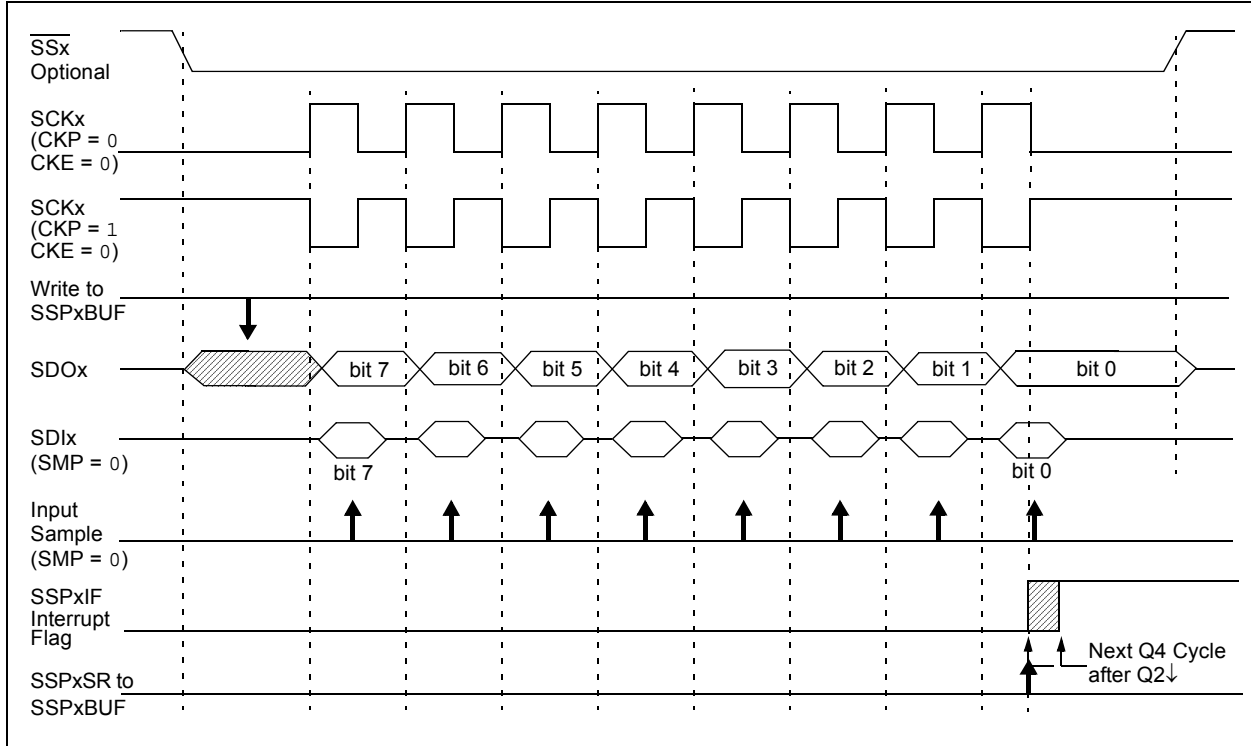 SSx
Optional
SCKx
(CKP = 0
CKE = 0)
SCKx
(CKP = 1
CKE = 0)
Write to
SSPxBUF
SDOx
bit 7
bit 6
bit 5
bit 4
bit 3
bit 2
bit 1
bit 0
SDIx
(SMP = 0)
bit 7
bit 0
Input
Sample
(SMP = 0)
SSPxIF
Interrupt
Flag
Next Q4 Cycle
after Q2↓
SSPxSR to
SSPxBUF